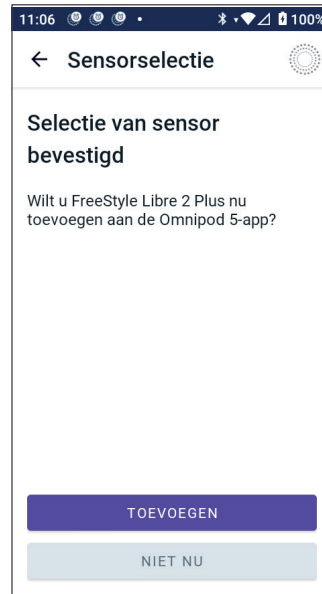 11:06 100%
Sensorselectie
Selectie van sensor
bevestigd
Wilt u FreeStyle Libre 2 Plus nu
toevoegen aan de Omnipod 5-app?
TOEVOEGEN
NIET NU